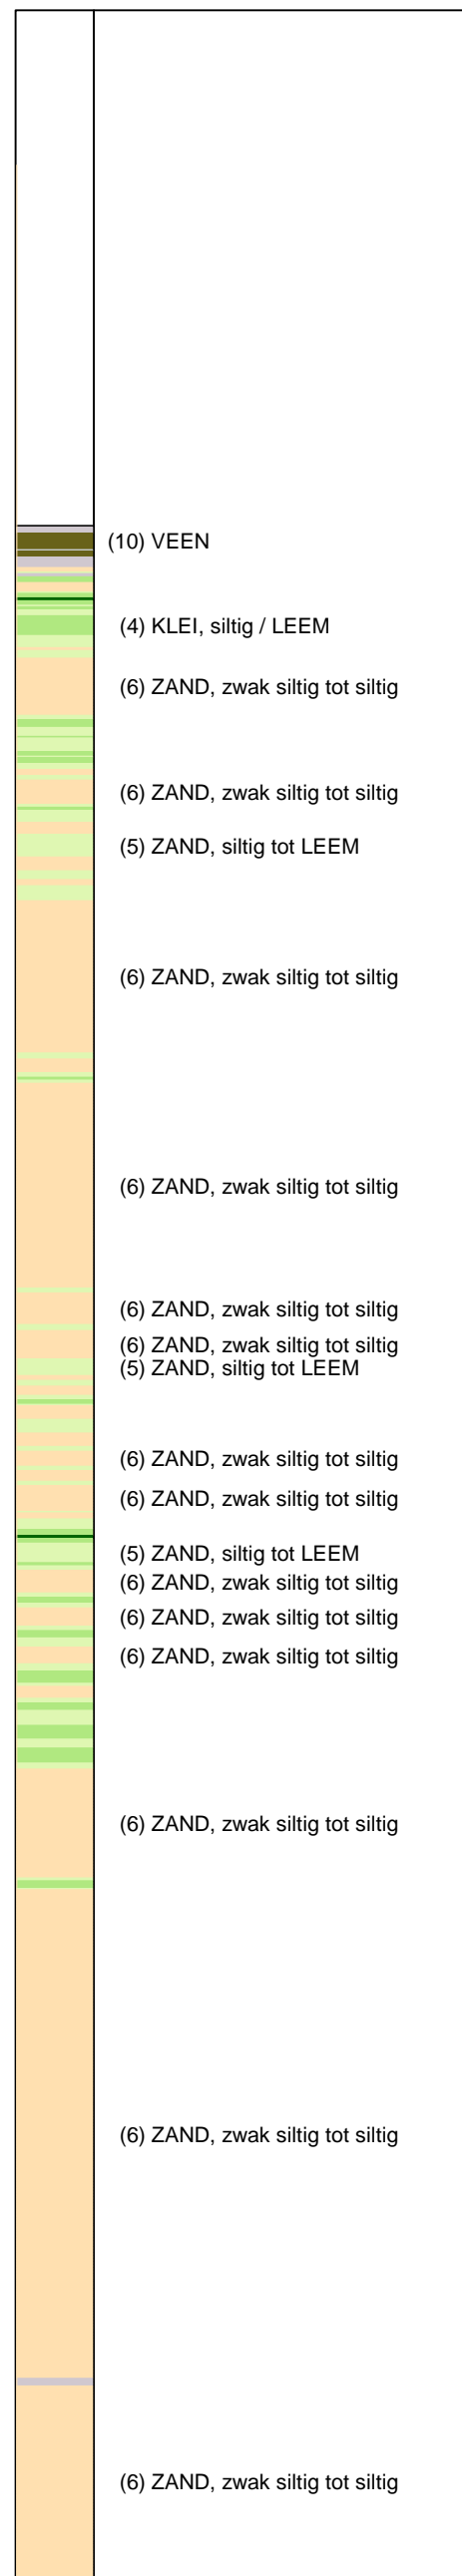 (10) VEEN
(4) KLEI, siltig / LEEM
(6) ZAND, zwak siltig tot siltig
(6) ZAND, zwak siltig tot siltig
(5) ZAND, siltig tot LEEM
(6) ZAND, zwak siltig tot siltig
(6) ZAND, zwak siltig tot siltig
(6) ZAND, zwak siltig tot siltig
(6) ZAND, zwak siltig tot siltig
(5) ZAND, siltig tot LEEM
(6) ZAND, zwak siltig tot siltig
(6) ZAND, zwak siltig tot siltig
(5) ZAND, siltig tot LEEM
(6) ZAND, zwak siltig tot siltig
(6) ZAND, zwak siltig tot siltig
(6) ZAND, zwak siltig tot siltig
(6) ZAND, zwak siltig tot siltig
(6) ZAND, zwak siltig tot siltig
(6) ZAND, zwak siltig tot siltig